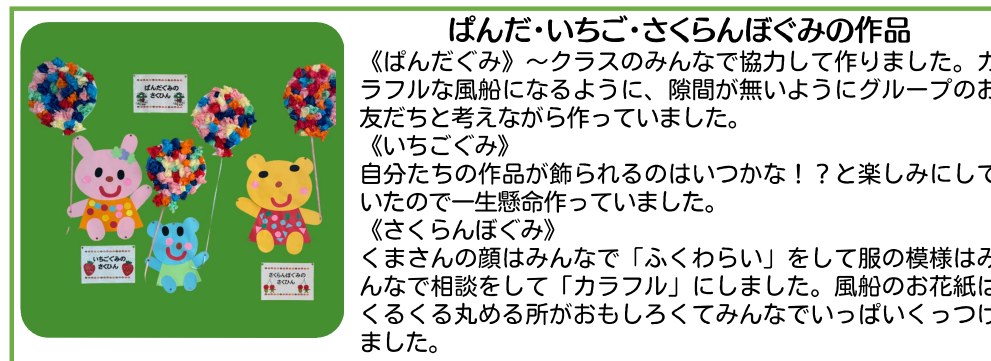 ぱんだ・いちご・さくらんぼぐみの作品
《ぱんだぐみ》～クラスのみんなで協力して作りました。カ
ラフルな風船になるように、隙間が無いようにグループのお
友だちと考えながら作っていました。
《いちごぐみ》
自分たちの作品が飾られるのはいつかな！？と楽しみにして
いたので一生懸命作っていました。
《さくらんぼぐみ》
くまさんの顔はみんなで「ふくわらい」をして服の模様はみ
んなで相談をして「カラフル」にしました。風船のお花紙は
くるくる丸める所がおもしろくてみんなでいっぱいくっつけ
ました。
ぱんだぐみの
さくひん
いちごぐみの
さくひん
さくらんぼぐみの
さくひん